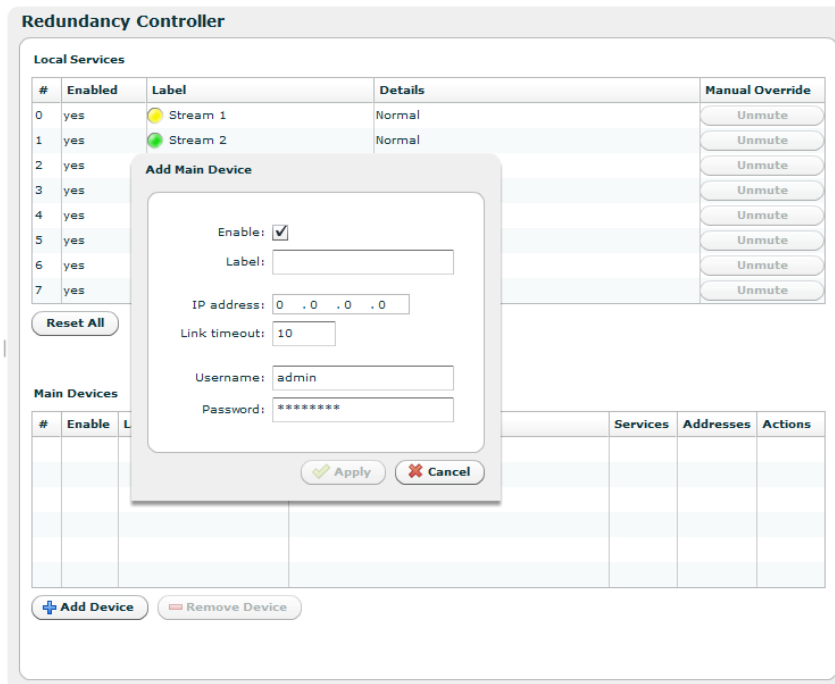 Redundancy Controller
Local Services
# Enabled Label Details Manual Override
0 yes Stream 1 Normal Unmute
1 yes Stream 2 Normal Unmute
2 yes Unmute
3 yes Unmute
4 yes Unmute
5 yes Unmute
6 yes Unmute
7 yes Unmute
Reset All
Add Main Device
Enable:
Label:
IP address: 0 .0 .0 .0
Link timeout: 10
Username: admin
Password: ********
Apply Cancel
Main Devices
# Enable L Services Addresses Actions
Add Device Remove Device